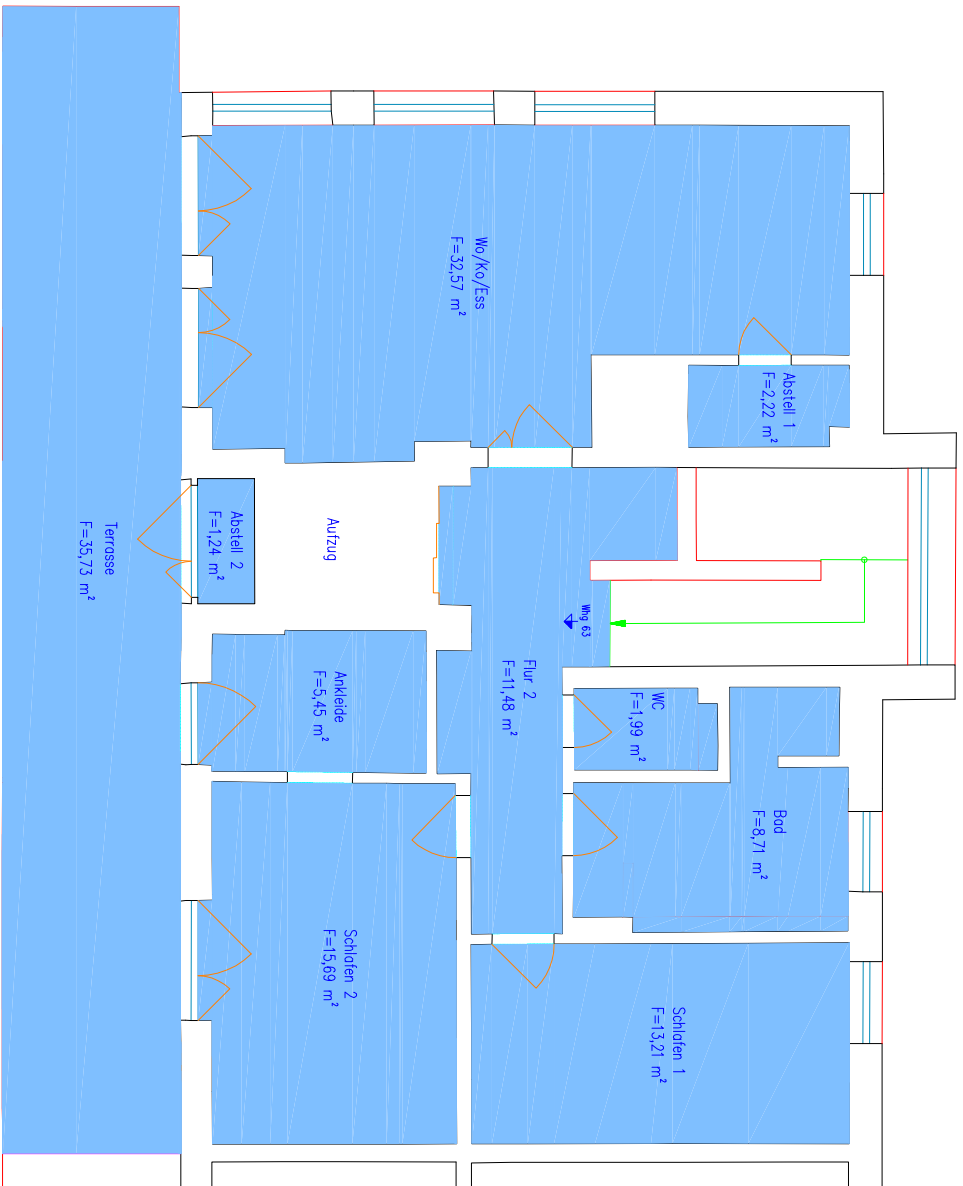 Wo/Ko/Ess
F=32,57 m²
Abstell 1
F=2,22 m²
Terrasse
F=35,73 m²
Abstell 2
F=1,24 m²
Aufzug
Whg 63
Flur 2
F=11,48 m²
Ankleide
F=5,45 m²
WC
F=1,99 m²
Bad
F=8,71 m²
Schlafen 2
F=15,69 m²
Schlafen 1
F=13,21 m²